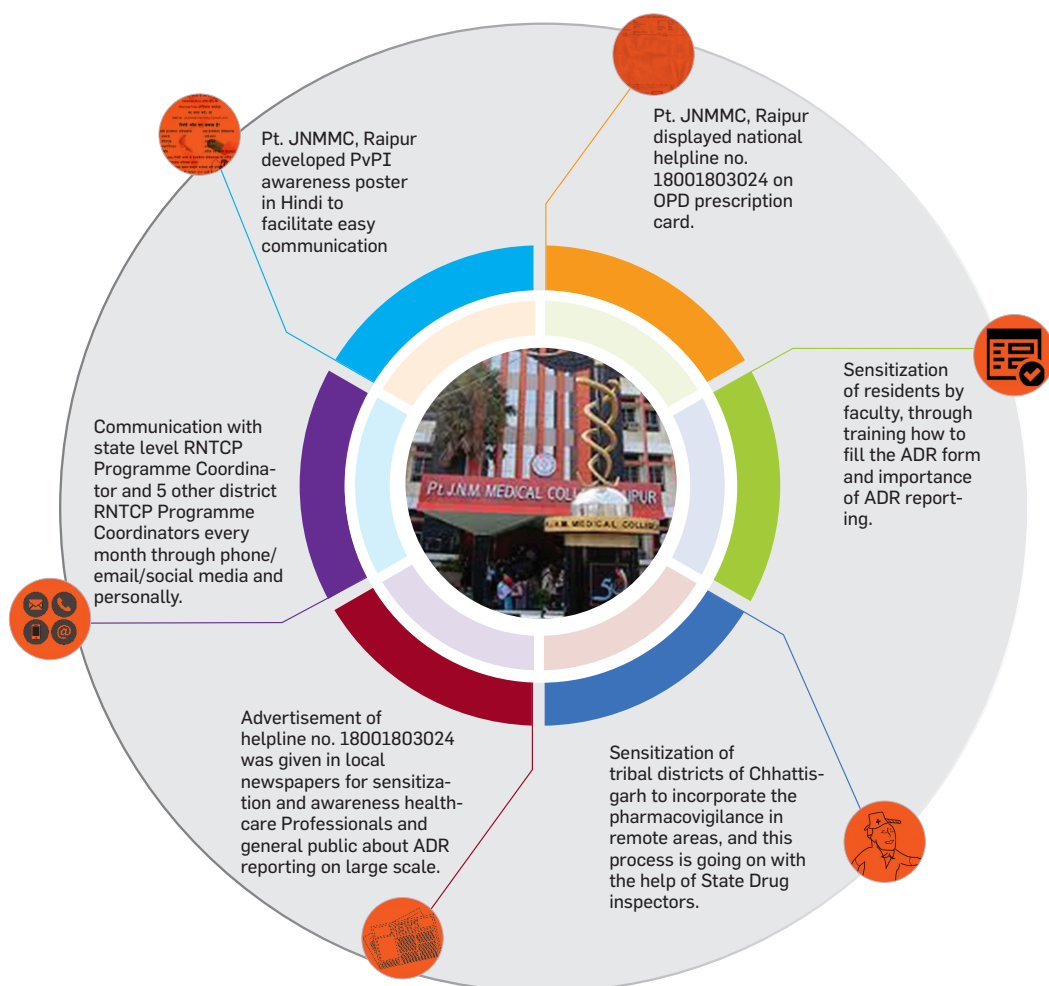 Pt. JNMMC, Raipur
displayed national
helpline no.
18001803024 on
OPD prescription
card.
Sensitization
of residents by
faculty, through
training how to
fill the ADR form
and importance
of ADR report-
ing.
Sensitization of
tribal districts of Chhattis-
garh to incorporate the
pharmacovigilance in
remote areas, and this
process is going on with
the help of State Drug
inspectors.
Advertisement of
helpline no. 18001803024
was given in local
newspapers for sensitiza-
tion and awareness health-
care Professionals and
general public about ADR
reporting on large scale.
Communication with
state level RNTCP
Programme Coordina-
tor and 5 other district
RNTCP Programme
Coordinators every
month through phone/
email/social media and
personally.
Pt. JNMMC, Raipur
developed PvPI
awareness poster
in Hindi to
facilitate easy
communication
Pt. J.N.M. MEDICAL
MEDICAL
@